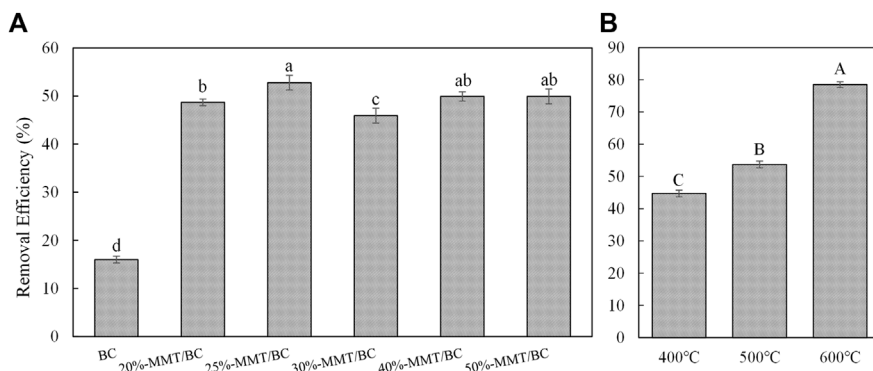 A
B
Removal Efficiency (%)
60
50
40
30
20
10
0
d
b
a
c
ab
ab
BC
20%-MMT/BC
25%-MMT/BC
30%-MMT/BC
40%-MMT/BC
50%-MMT/BC
90
80
70
60
50
40
30
20
10
0
C
B
A
400℃
500℃
600℃